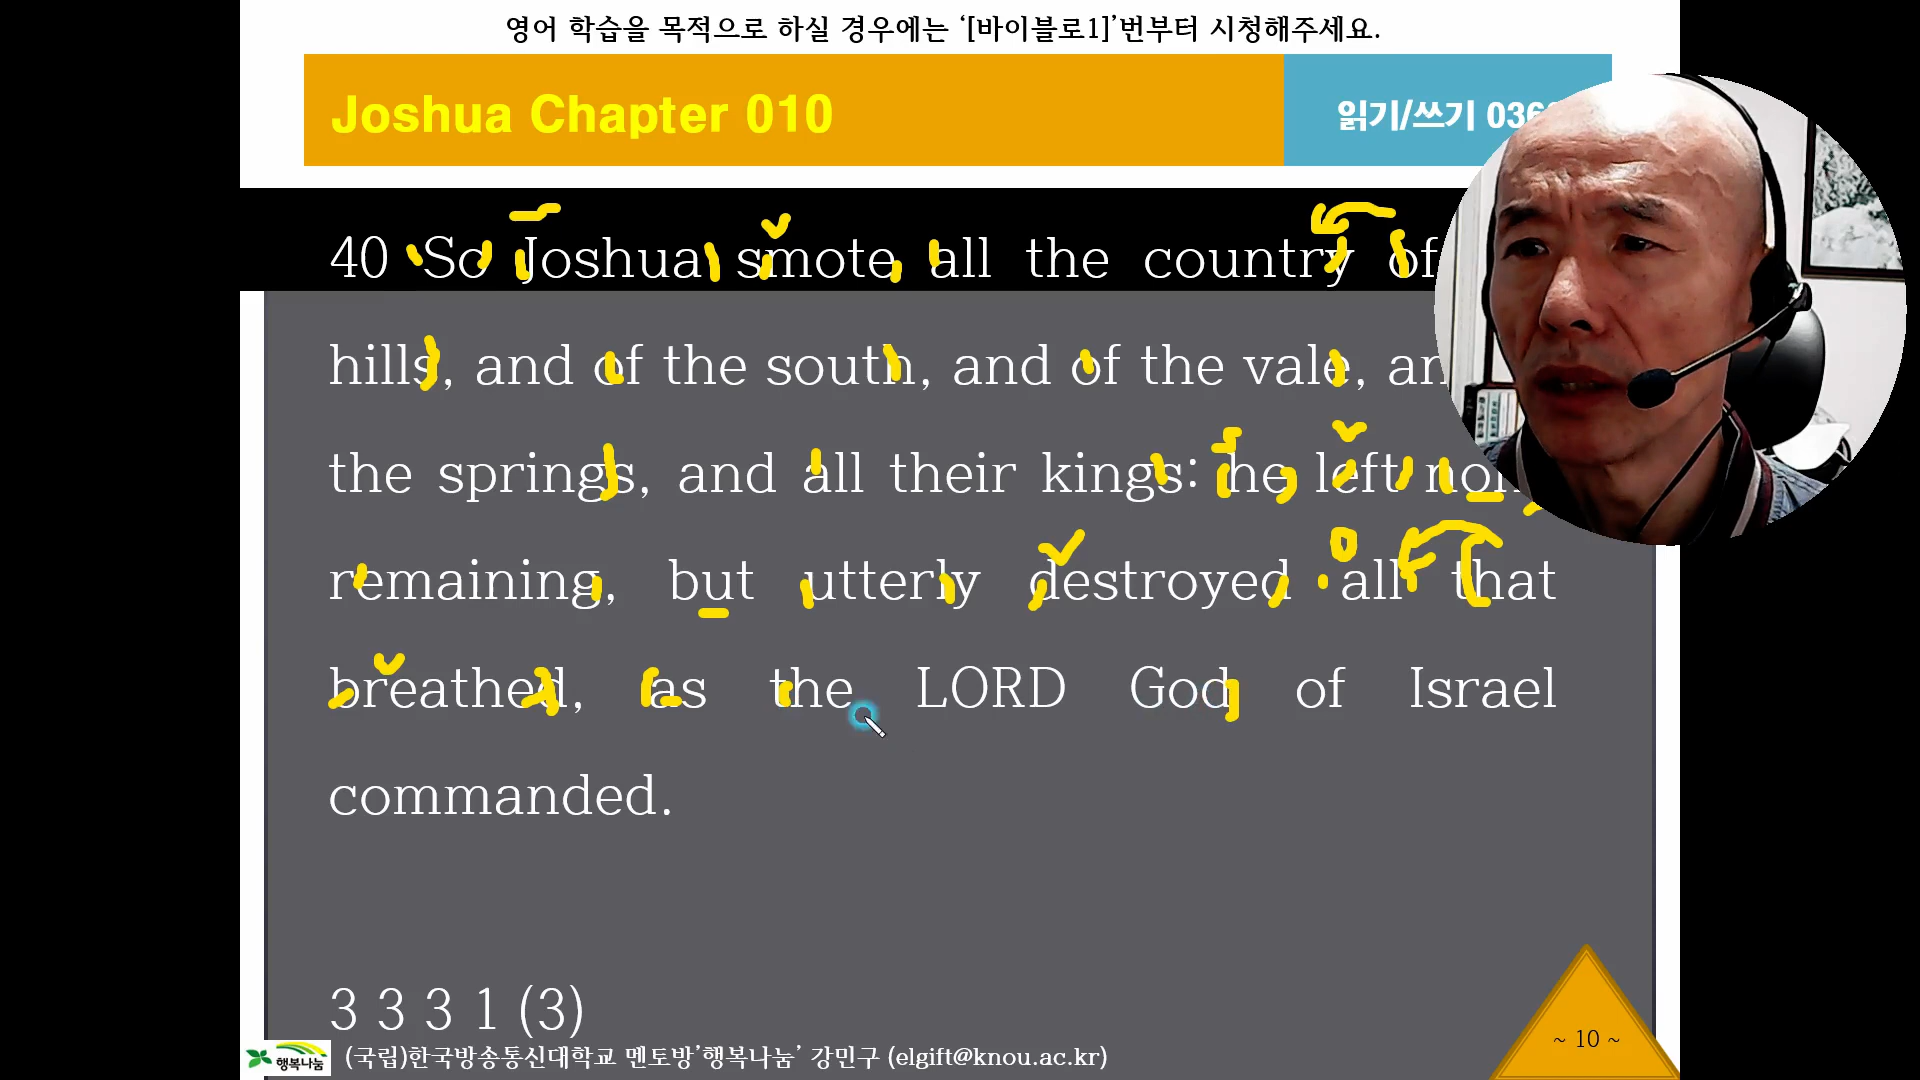 영어 학습을 목적으로 하실 경우에는 ‘[바이블로1]’번부터 시청해주세요.
Joshua Chapter 010
읽기/쓰기
40 So Joshua smote all the country of
hills, and of the south, and of the vale,
the springs, and all their kings: he left
remaining, but utterly destroyed all that
breathed, as the LORD God of Israel
commanded.
3 3 3 1 (3)
행복나눔
(국립)한국방송통신대학교 멘토방’행복나눔’ 강민구 (elgift@knou.ac.kr)
~ 10 ~